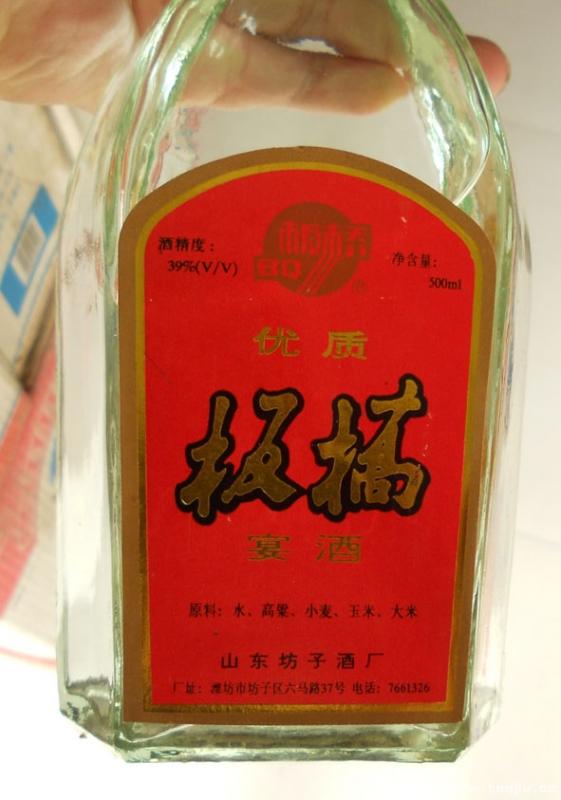 酒精度：
39%(V/V)
BQ
净含量：
500ml
优质
板桥
宴酒
原料：水、高粱、小麦、玉米、大米
山东坊子酒厂
厂址：潍坊市坊子区六马路37号 电话：7661326